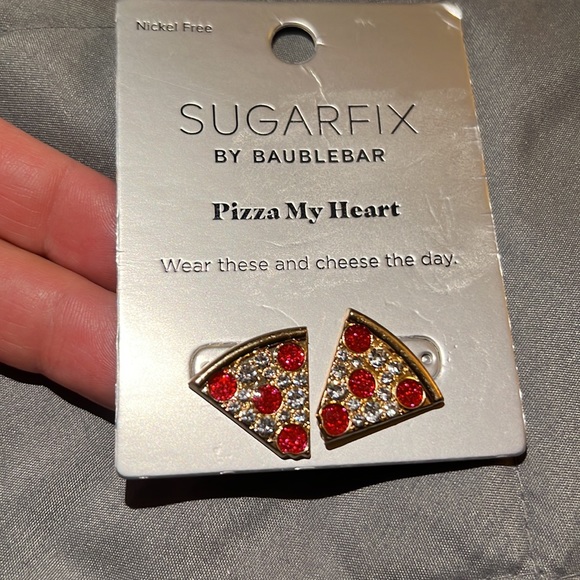 Nickel Free
SUGARFIX
BY BAUBLEBAR
Pizza My Heart
Wear these and cheese the day.